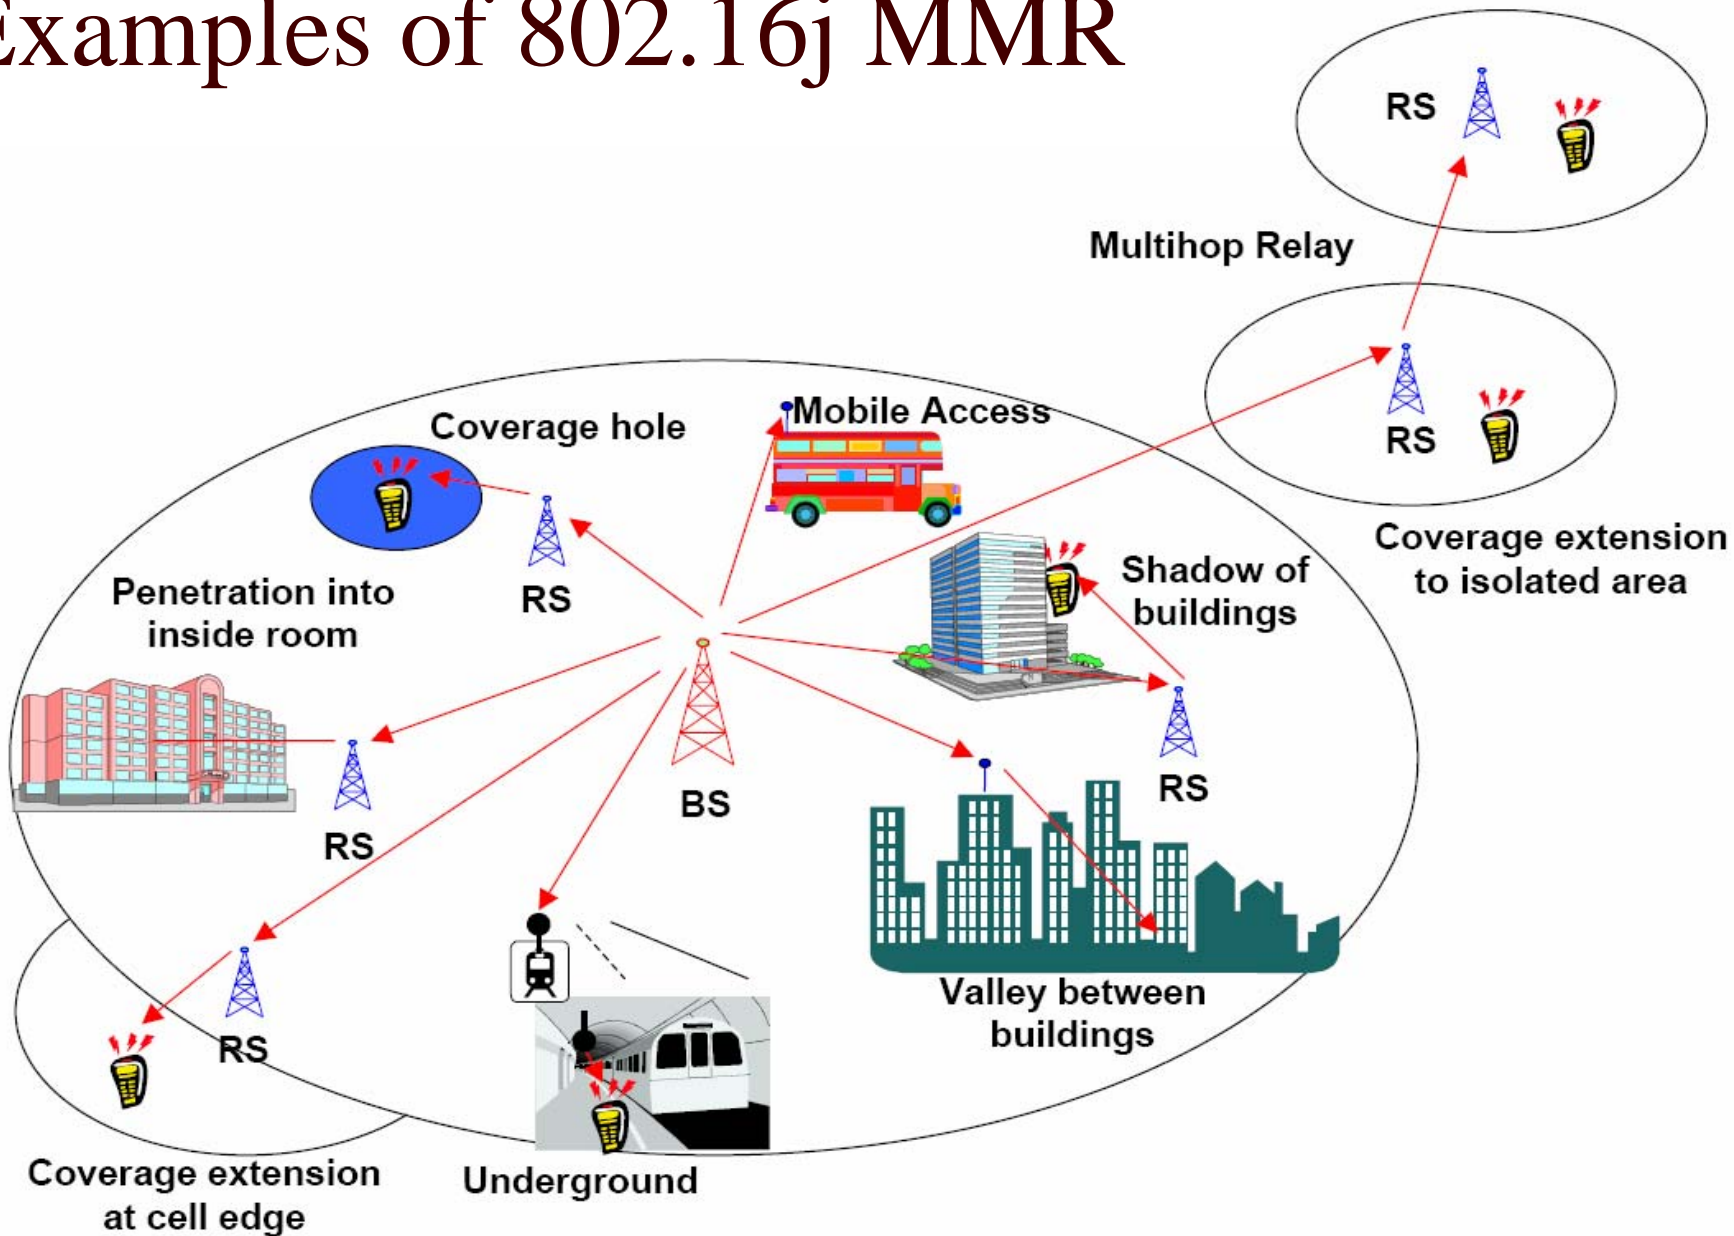 Examples of 802.16j MMR
RS
Multihop Relay
RS
Coverage extension
to isolated area
Mobile Access
Coverage hole
RS
Shadow of
buildings
Penetration into
inside room
RS
BS
RS
RS
Valley between
buildings
Underground
Coverage extension
at cell edge